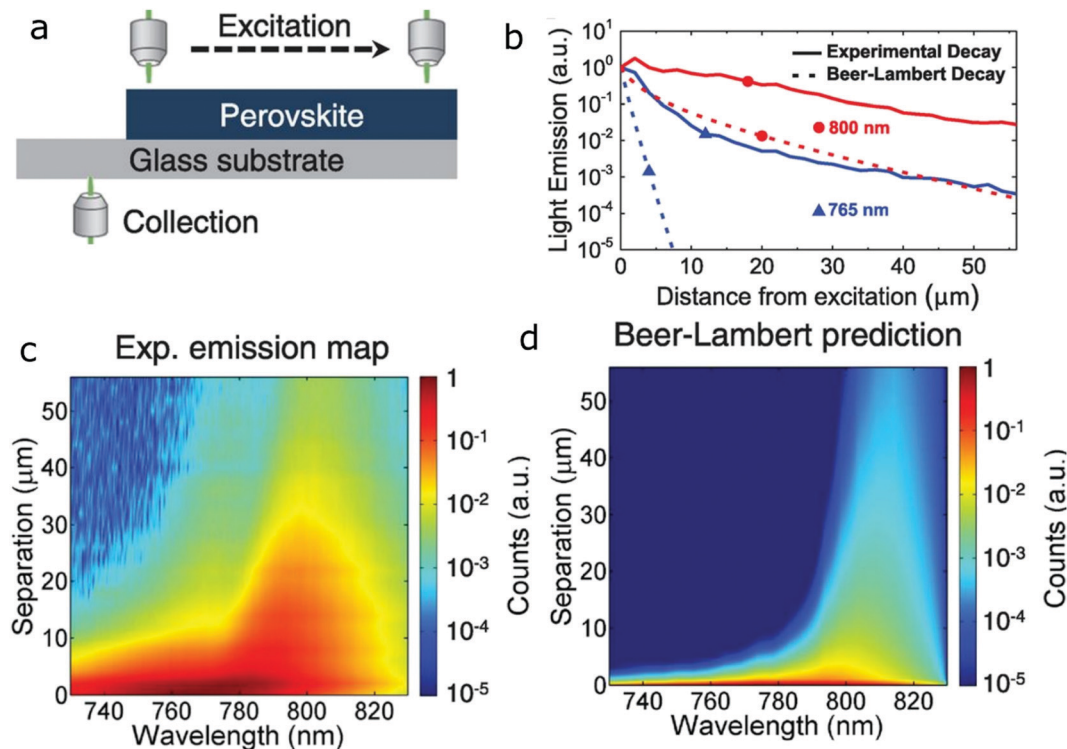 a
Excitation
Perovskite
Glass substrate
Collection
b
Light Emission (a.u.)
10^1
10^0
10^-1
10^-2
10^-3
10^-4
10^-5
Experimental Decay
Beer-Lambert Decay
800 nm
765 nm
0 10 20 30 40 50
Distance from excitation (μm)
c
Exp. emission map
Separation (μm)
50
40
30
20
10
0
740 760 780 800 820
Wavelength (nm)
1
10^-1
10^-2
10^-3
10^-4
10^-5
Counts (a.u.)
d
Beer-Lambert prediction
Separation (μm)
50
40
30
20
10
0
740 760 780 800 820
Wavelength (nm)
1
10^-1
10^-2
10^-3
10^-4
10^-5
Counts (a.u.)